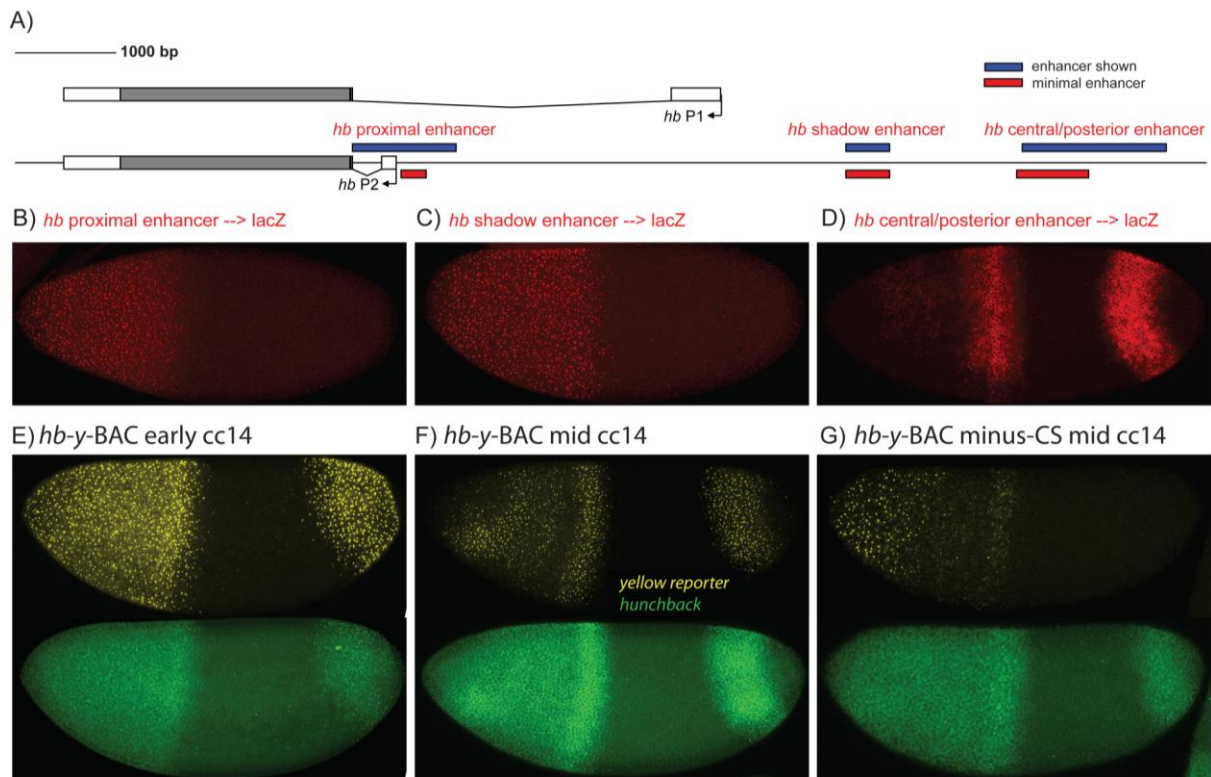 A)
1000 bp
enhancer shown
minimal enhancer
hb P1
hb proximal enhancer
hb shadow enhancer
hb central/posterior enhancer
hb P2
B) hb proximal enhancer --> lacZ
C) hb shadow enhancer --> lacZ
D) hb central/posterior enhancer --> lacZ
E) hb-y-BAC early cc14
F) hb-y-BAC mid cc14
G) hb-y-BAC minus-CS mid cc14
yellow reporter
hunchback